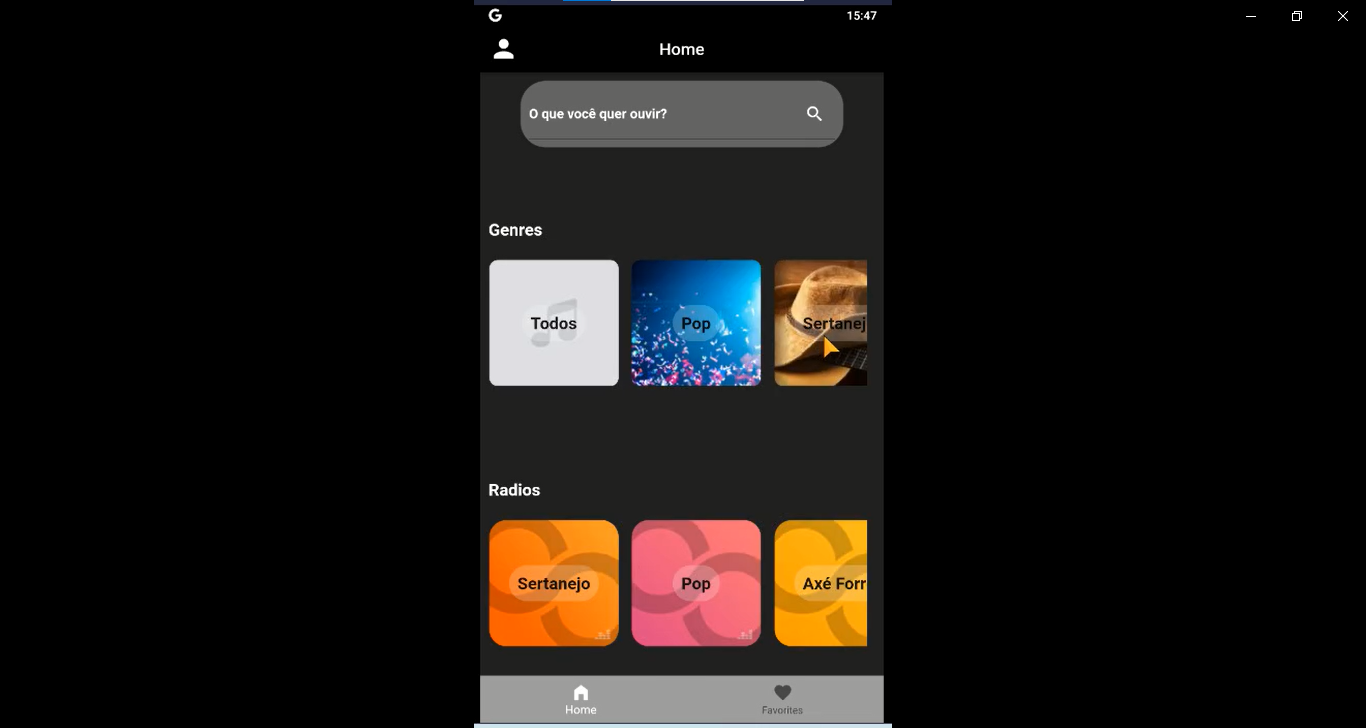 15:47
Home
O que você quer ouvir?
Genres
Todos
Pop
Sertanej
Radios
Sertanejo
Pop
Axé Forr
Home
Favorites